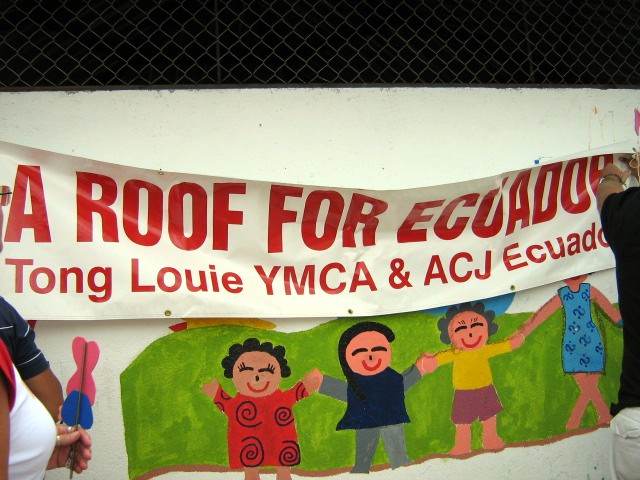 A ROOF FOR ECUADOR
Tong Louie YMCA & ACJ Ecuador